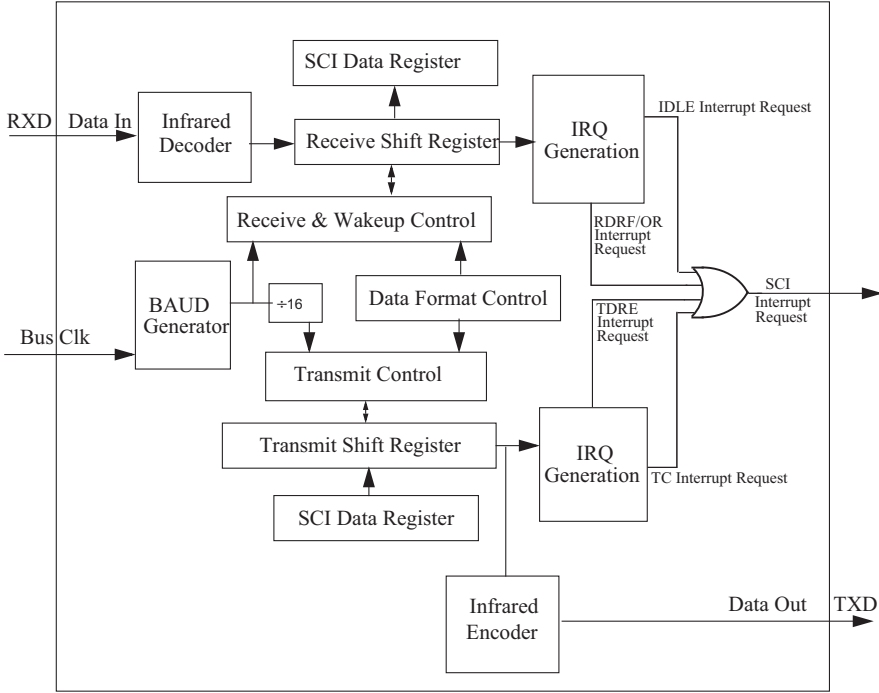 SCI Data Register
RXD
Data In
Infrared
Decoder
Receive Shift Register
IRQ
Generation
IDLE Interrupt Request
Receive & Wakeup Control
RDRF/OR
Interrupt
Request
BAUD
Generator
÷16
Data Format Control
SCI
Interrupt
Request
Bus Clk
TDRE
Interrupt
Request
Transmit Control
Transmit Shift Register
IRQ
Generation
TC Interrupt Request
SCI Data Register
Infrared
Encoder
Data Out
TXD